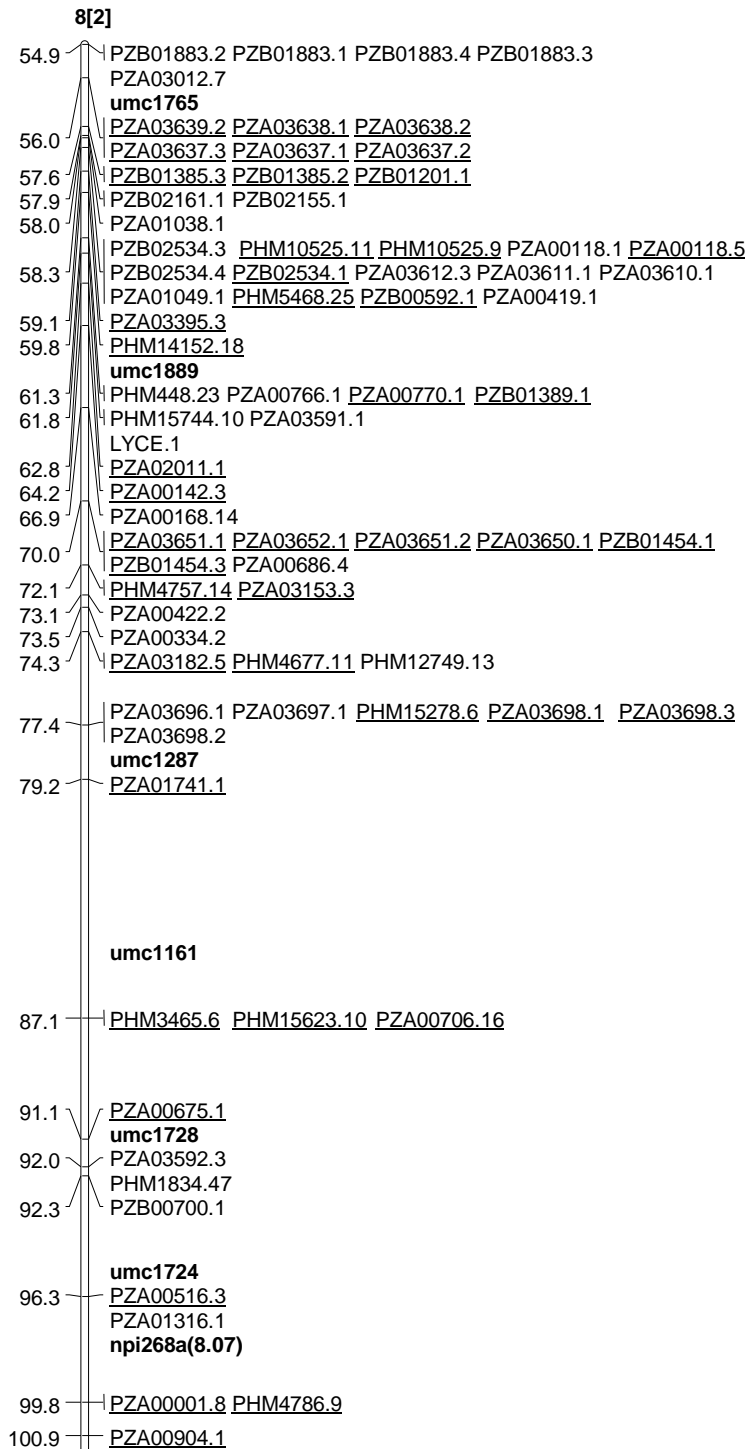 8[2]
54.9 PZB01883.2 PZB01883.1 PZB01883.4 PZB01883.3
PZA03012.7
umc1765
56.0 PZA03639.2 PZA03638.1 PZA03638.2
PZA03637.3 PZA03637.1 PZA03637.2
57.6 PZB01385.3 PZB01385.2 PZB01201.1
57.9 PZB02161.1 PZB02155.1
58.0 PZA01038.1
PZB02534.3 PHM10525.11 PHM10525.9 PZA00118.1 PZA00118.5
58.3 PZB02534.4 PZB02534.1 PZA03612.3 PZA03611.1 PZA03610.1
PZA01049.1 PHM5468.25 PZB00592.1 PZA00419.1
59.1 PZA03395.3
59.8 PHM14152.18
umc1889
61.3 PHM448.23 PZA00766.1 PZA00770.1 PZB01389.1
61.8 PHM15744.10 PZA03591.1
LYCE.1
62.8 PZA02011.1
64.2 PZA00142.3
66.9 PZA00168.14
70.0 PZA03651.1 PZA03652.1 PZA03651.2 PZA03650.1 PZB01454.1
PZB01454.3 PZA00686.4
72.1 PHM4757.14 PZA03153.3
73.1 PZA00422.2
73.5 PZA00334.2
74.3 PZA03182.5 PHM4677.11 PHM12749.13
77.4 PZA03696.1 PZA03697.1 PHM15278.6 PZA03698.1 PZA03698.3
PZA03698.2
umc1287
79.2 PZA01741.1
umc1161
87.1 PHM3465.6 PHM15623.10 PZA00706.16
91.1 PZA00675.1
umc1728
92.0 PZA03592.3
PHM1834.47
92.3 PZB00700.1
umc1724
96.3 PZA00516.3
PZA01316.1
npi268a(8.07)
99.8 PZA00001.8 PHM4786.9
100.9 PZA00904.1